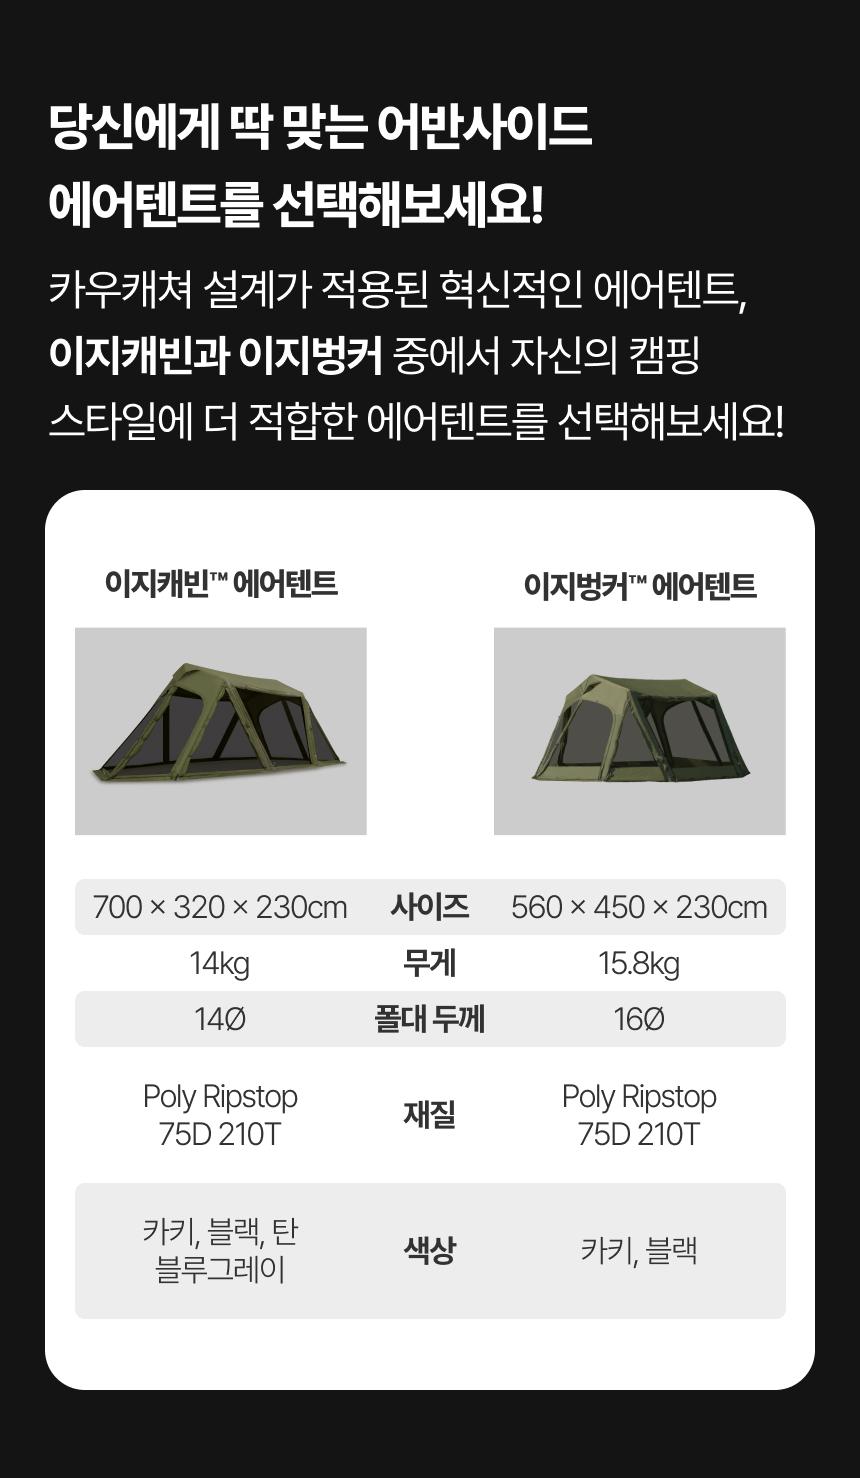 당신에게 딱 맞는 어반사이드
에어텐트를 선택해보세요!
카우캐쳐 설계가 적용된 혁신적인 에어텐트,
이지캐빈과 이지벙커 중에서 자신의 캠핑
스타일에 더 적합한 에어텐트를 선택해보세요!
이지캐빈™ 에어텐트
이지벙커™ 에어텐트
700 × 320 × 230cm 사이즈 560 × 450 × 230cm
14kg 무게 15.8kg
14Ø 폴대 두께 16Ø
Poly Ripstop
75D 210T
재질
Poly Ripstop
75D 210T
카키, 블랙, 탄
블루그레이
색상
카키, 블랙